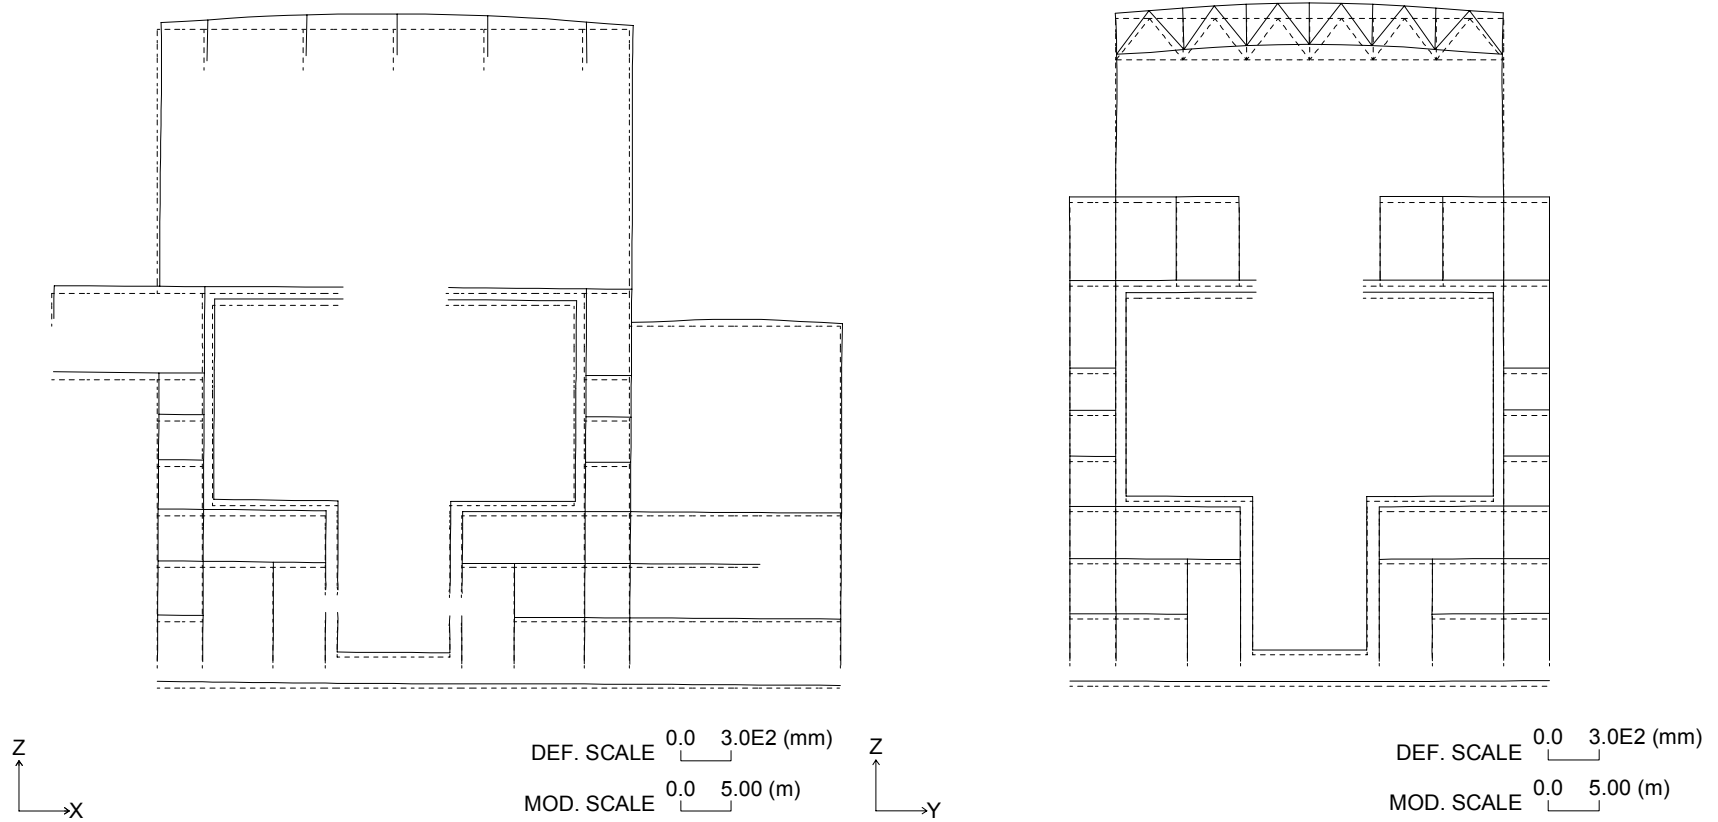 Z
X
DEF. SCALE 0.0 3.0E2 (mm)
MOD. SCALE 0.0 5.00 (m)
Z
Y
DEF. SCALE 0.0 3.0E2 (mm)
MOD. SCALE 0.0 5.00 (m)